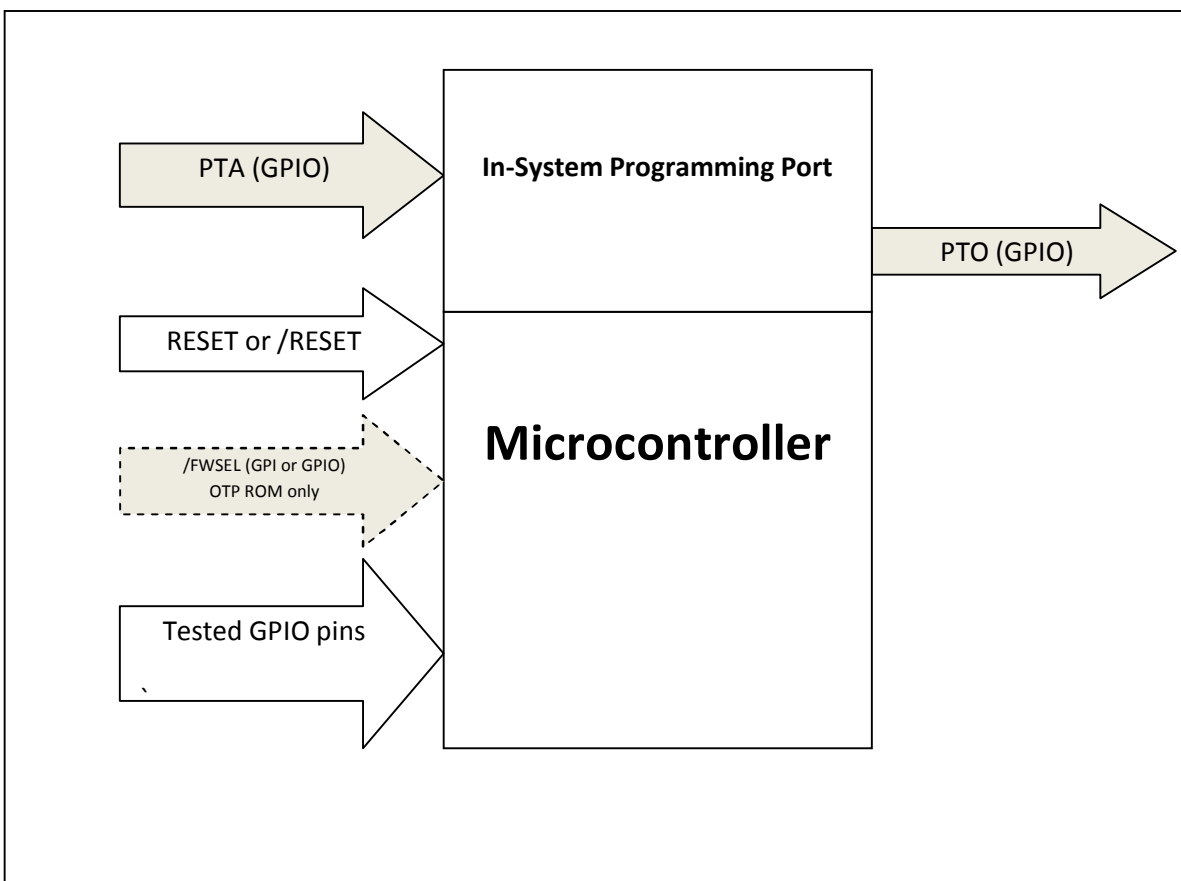 PTA (GPIO)
In-System Programming Port
PTO (GPIO)
RESET or /RESET
Microcontroller
/FWSEL (GPI or GPIO)
OTP ROM only
Tested GPIO pins
`